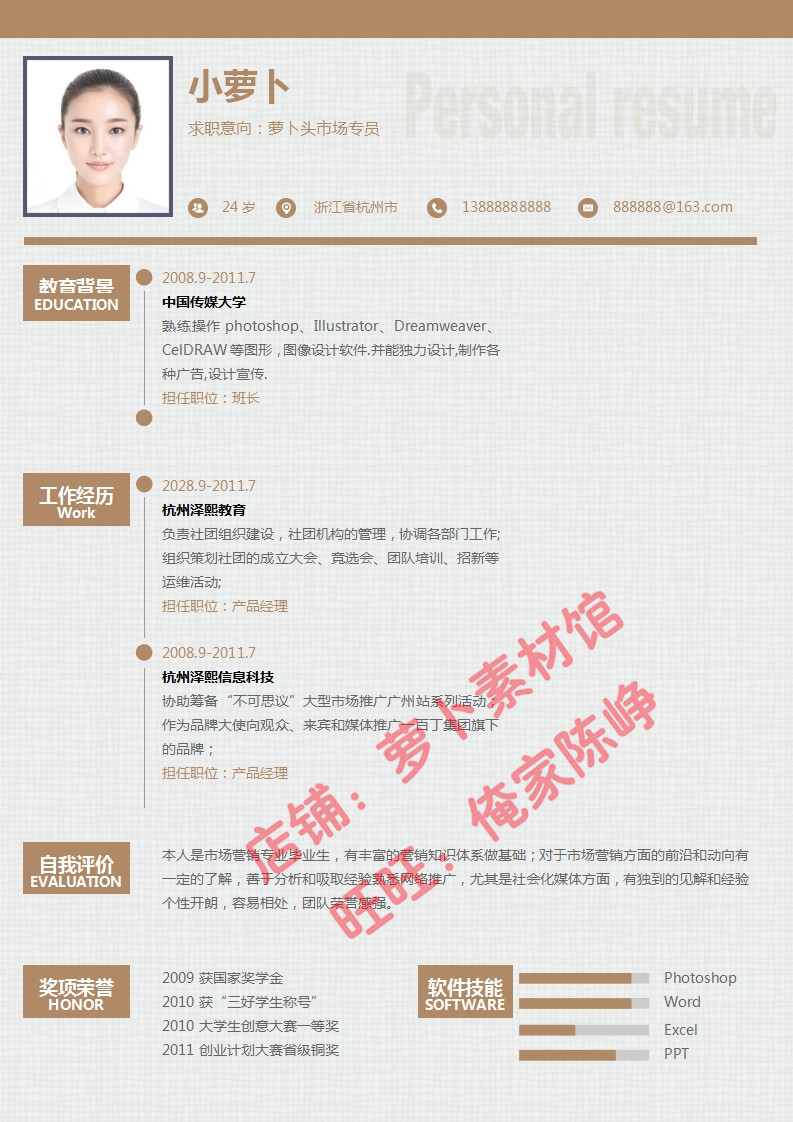 小萝卜
Personal resume
求职意向：萝卜头市场专员
24 岁
浙江省杭州市
13888888888
888888@163.com
教育背景
EDUCATION
2008.9-2011.7
中国传媒大学
熟练操作 photoshop、Illustrator、Dreamweaver、
CelDRAW 等图形，图像设计软件.并能独力设计,制作各
种广告,设计宣传.
担任职位：班长
工作经历
Work
2028.9-2011.7
杭州泽熙教育
负责社团组织建设，社团机构的管理，协调各部门工作;
组织策划社团的成立大会、竞选会、团队培训、招新等
运维活动;
担任职位：产品经理
2008.9-2011.7
杭州泽熙信息科技
协助筹备“不可思议”大型市场推广广州站系列活动；
作为品牌大使向观众、来宾和媒体推广一百丁集团旗下
的品牌；
担任职位：产品经理
店铺：萝卜素材馆
旺旺：俺家陈峥
自我评价
EVALUATION
本人是市场营销专业毕业生，有丰富的营销知识体系做基础；对于市场营销方面的前沿和动向有
一定的了解，善于分析和吸取经验熟悉网络推广，尤其是社会化媒体方面，有独到的见解和经验
个性开朗，容易相处，团队荣誉感强。
奖项荣誉
HONOR
2009 获国家奖学金
2010 获“三好学生称号”
2010 大学生创意大赛一等奖
2011 创业计划大赛省级铜奖
软件技能
SOFTWARE
Photoshop
Word
Excel
PPT